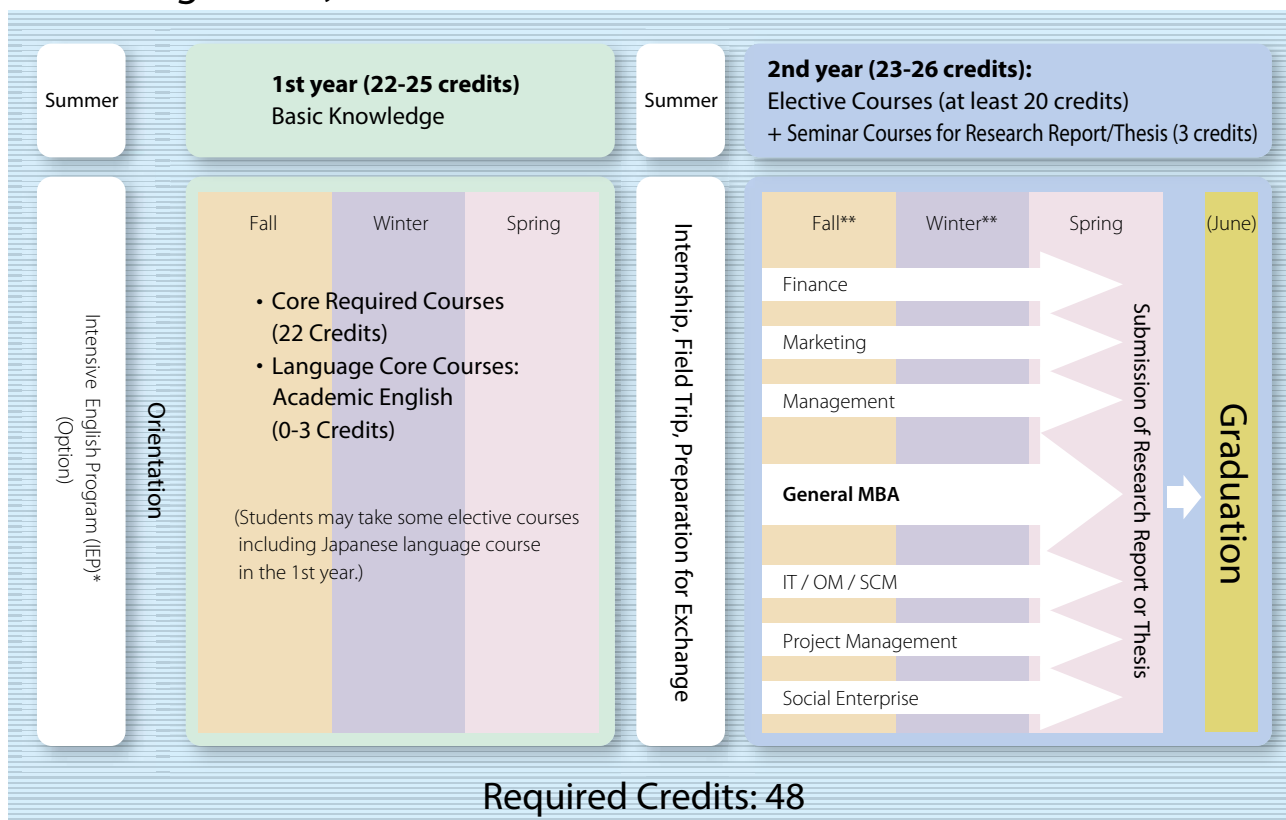 Summer
1st year (22-25 credits)
Basic Knowledge
Summer
2nd year (23-26 credits):
Elective Courses (at least 20 credits)
+ Seminar Courses for Research Report/Thesis (3 credits)
Intensive English Program (IEP)*
(Option)
Orientation
Fall
Winter
Spring
• Core Required Courses
(22 Credits)
• Language Core Courses:
Academic English
(0-3 Credits)
(Students may take some elective courses
including Japanese language course
in the 1st year.)
Internship, Field Trip, Preparation for Exchange
Fall**
Winter**
Spring
(June)
Finance
Marketing
Management
General MBA
IT / OM / SCM
Project Management
Social Enterprise
Submission of Research Report or Thesis
Graduation
Required Credits: 48